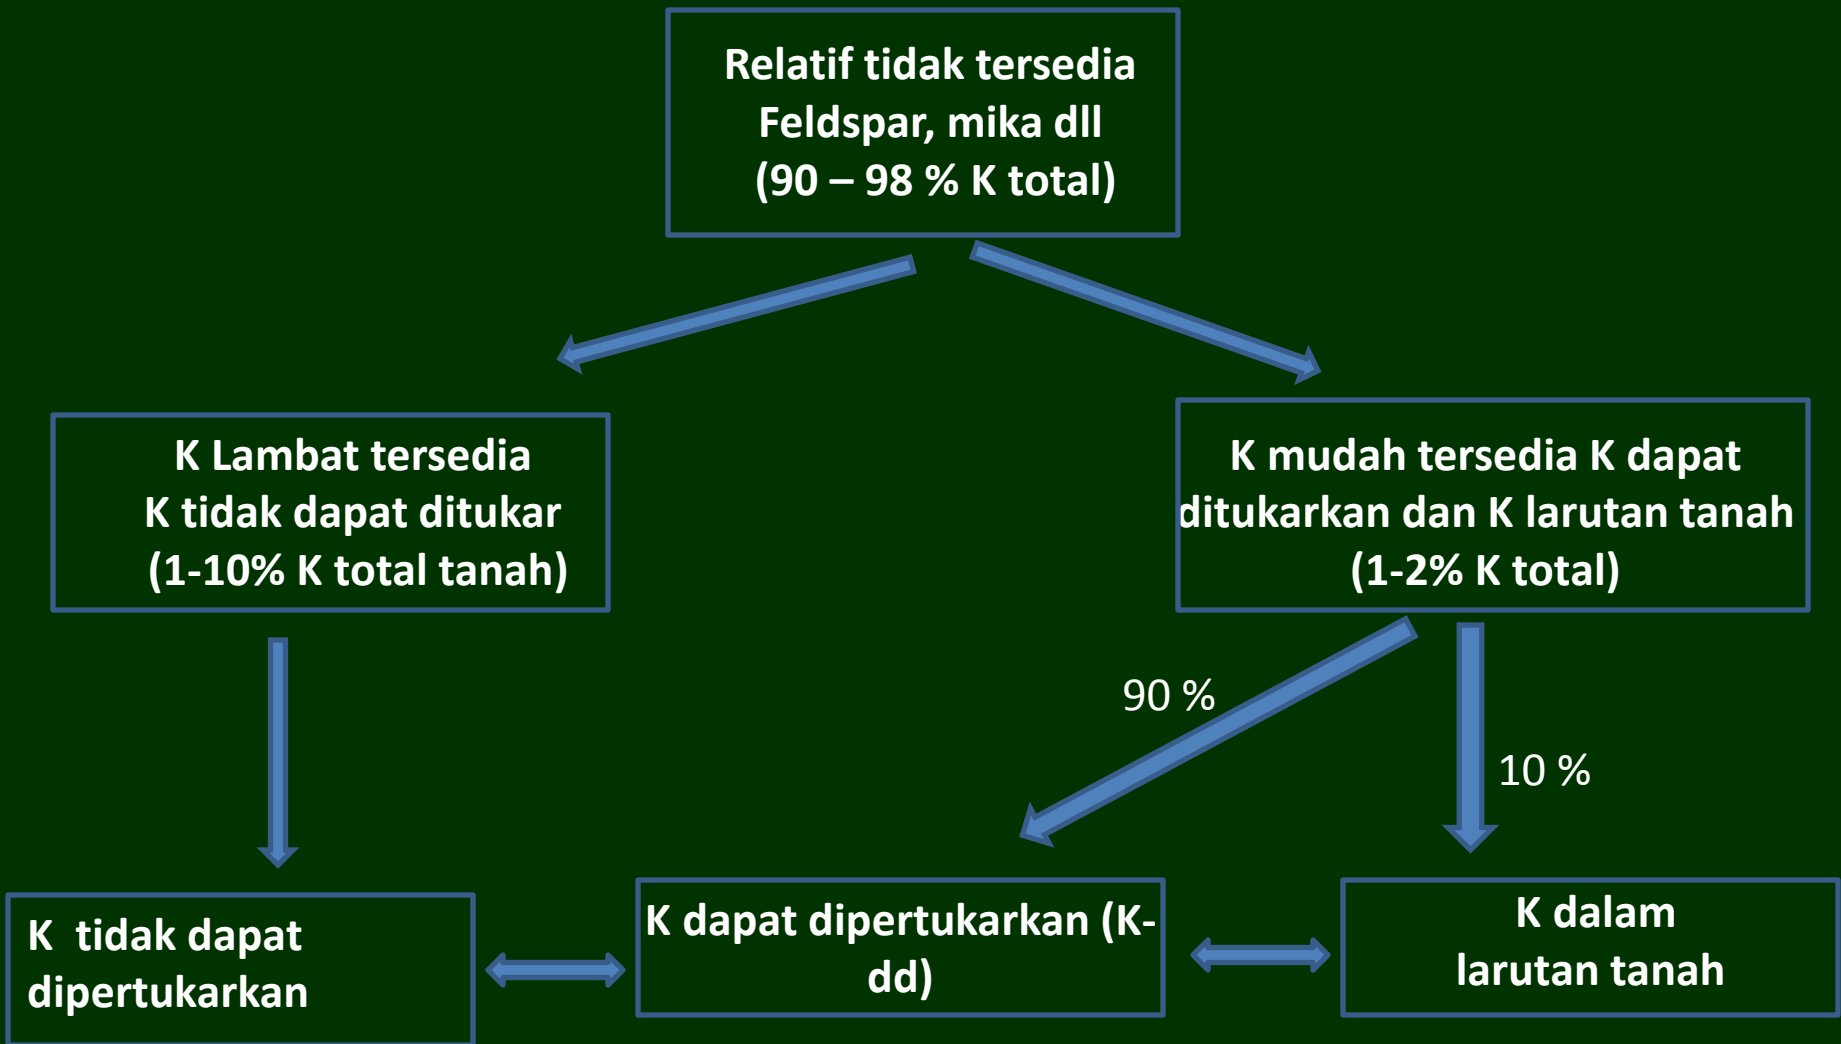 Relatif tidak tersedia
Feldspar, mika dll
(90 – 98 % K total)
K Lambat tersedia
K tidak dapat ditukar
(1-10% K total tanah)
K mudah tersedia K dapat
ditukarkan dan K larutan tanah
(1-2% K total)
90 %
10 %
K tidak dapat
dipertukarkan
K dapat dipertukarkan (K-
dd)
K dalam
larutan tanah